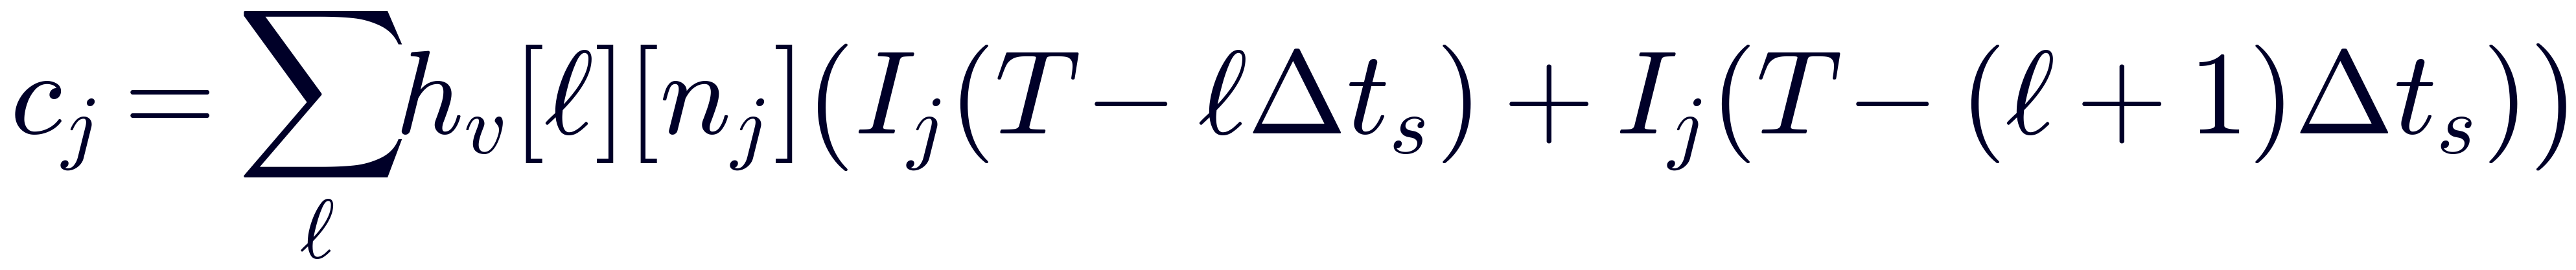 c_j = \sum_{\ell} h_v[\ell][n_j](I_j(T - \ell\Delta t_s) + I_j(T - (\ell + 1)\Delta t_s))